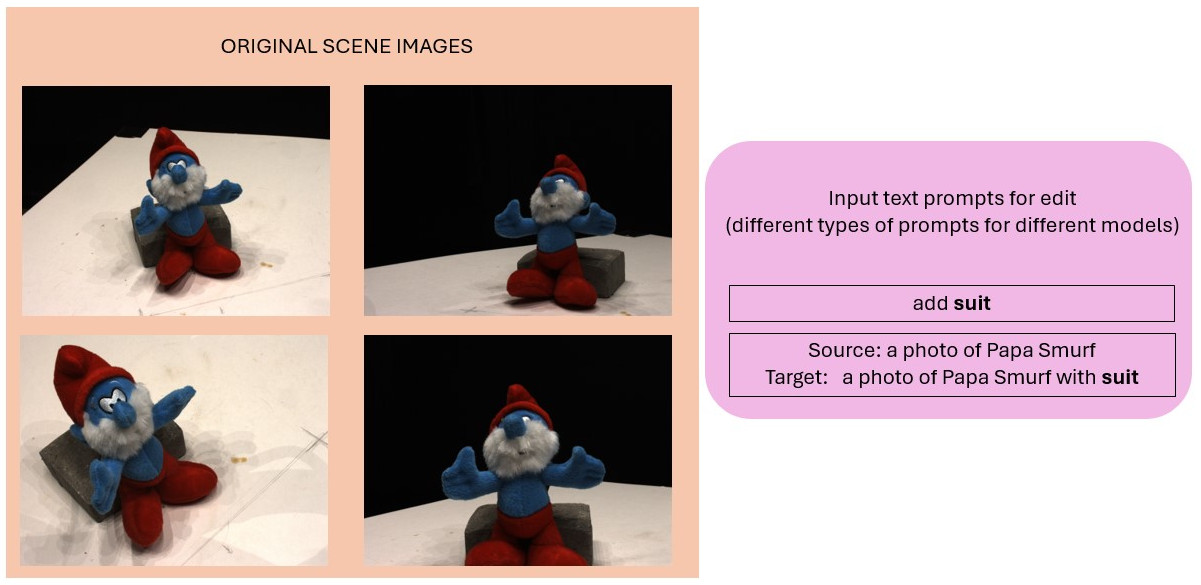 ORIGINAL SCENE IMAGES
Input text prompts for edit
(different types of prompts for different models)
add suit
Source: a photo of Papa Smurf
Target: a photo of Papa Smurf with suit